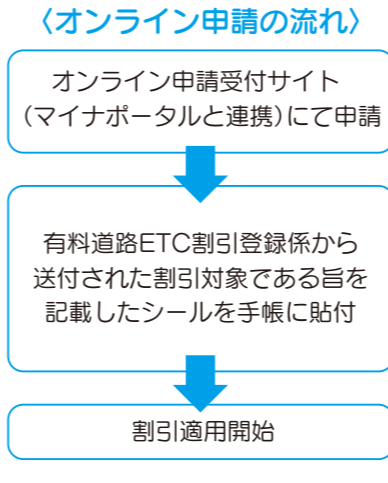 〈オンライン申請の流れ〉
オンライン申請受付サイト
(マイナポータルと連携)にて申請
有料道路ETC割引登録係から
送付された割引対象である旨を
記載したシールを手帳に貼付
割引適用開始